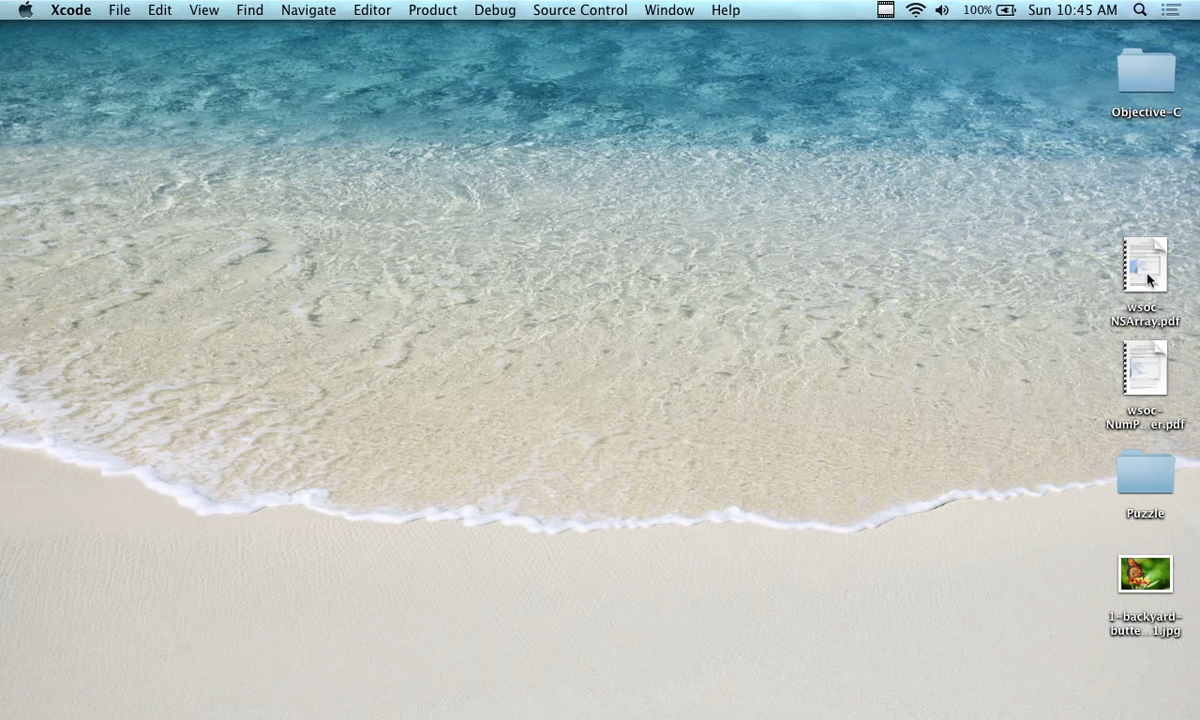 Xcode File Edit View Find Navigate Editor Product Debug Source Control Window Help 100% Sun 10:45 AM
Objective-C
wsoc-
NSArray.pdf
wsoc-
NumP...er.pdf
Puzzle
1-backyard-
butte...1.jpg